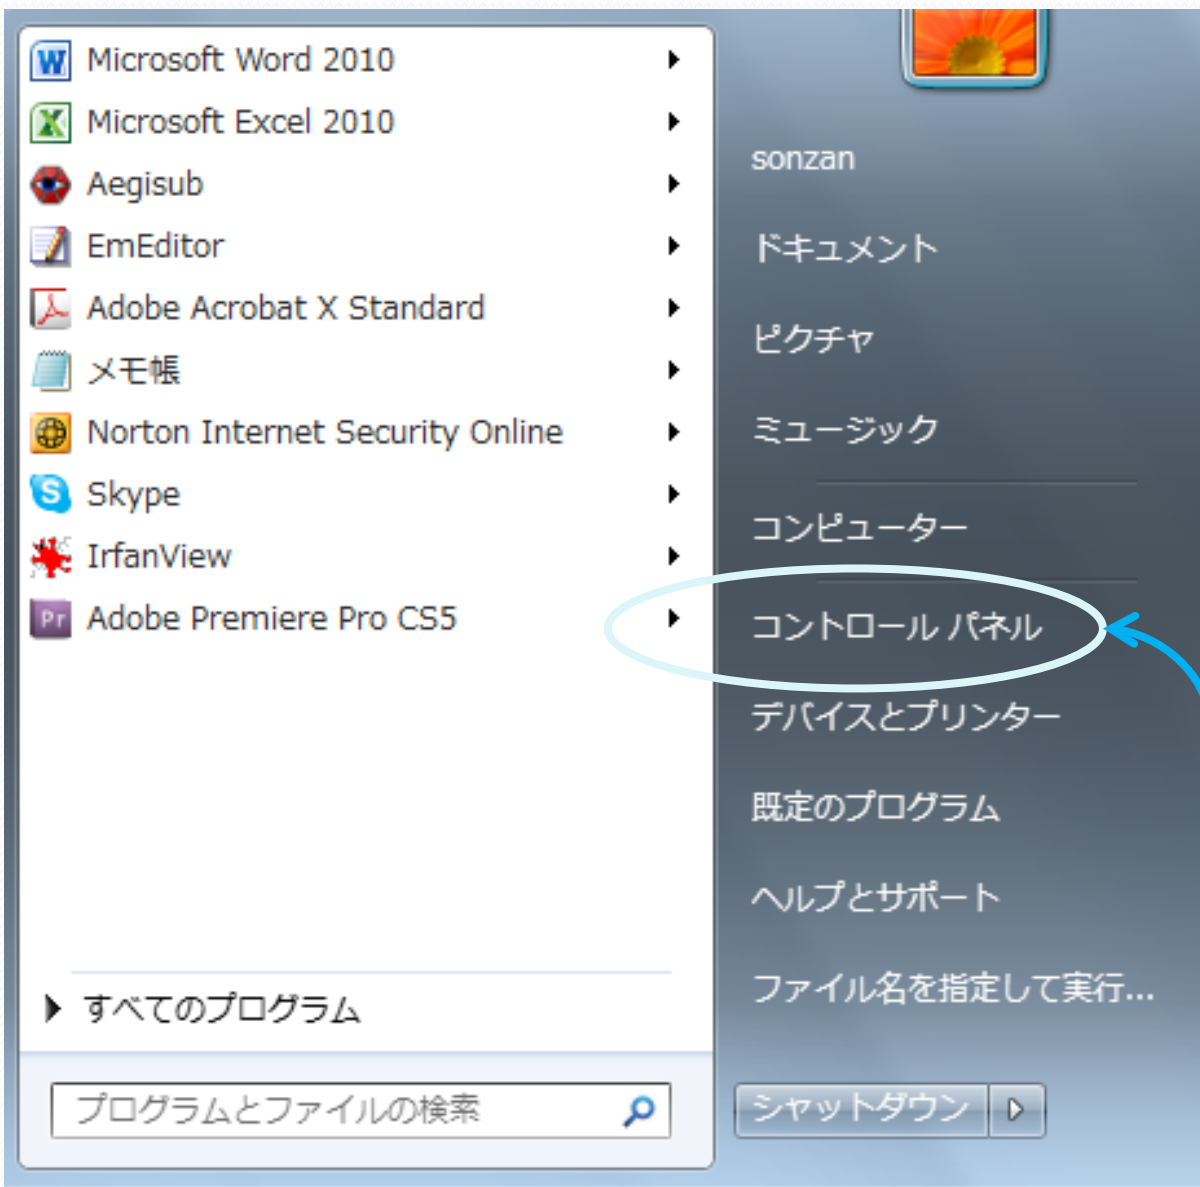 Microsoft Word 2010
Microsoft Excel 2010
Aegisub
EmEditor
Adobe Acrobat X Standard
メモ帳
Norton Internet Security Online
Skype
IrfanView
Adobe Premiere Pro CS5
すべてのプログラム
プログラムとファイルの検索
sonzan
ドキュメント
ピクチャ
ミュージック
コンピューター
コントロール パネル
デバイスとプリンター
既定のプログラム
ヘルプとサポート
ファイル名を指定して実行...
シャットダウン